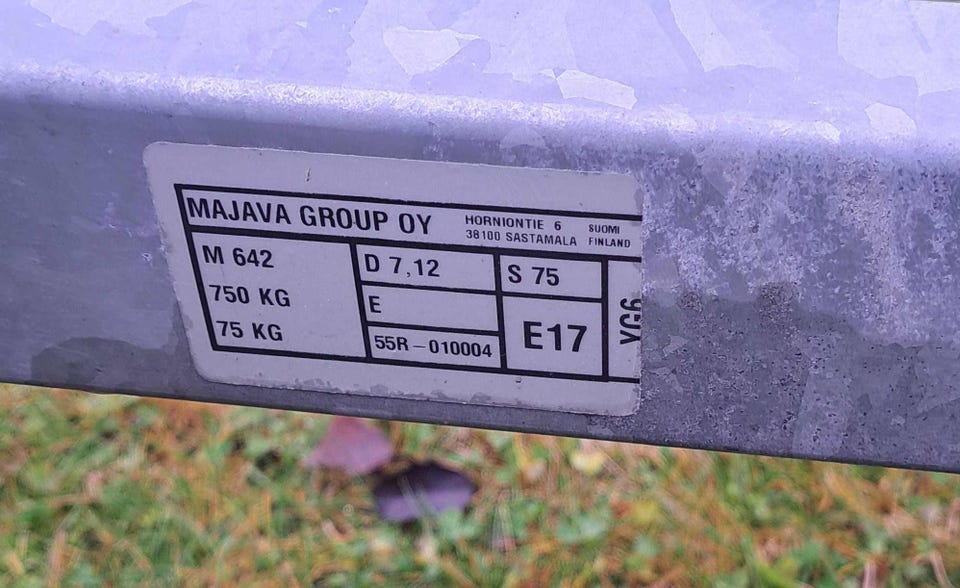 MAJAVA GROUP OY
HORNIONTIE 6 SUOMI
38100 SASTAMALA FINLAND
M 642
750 KG
75 KG
D 7,12
S 75
E
55R-010004
E17